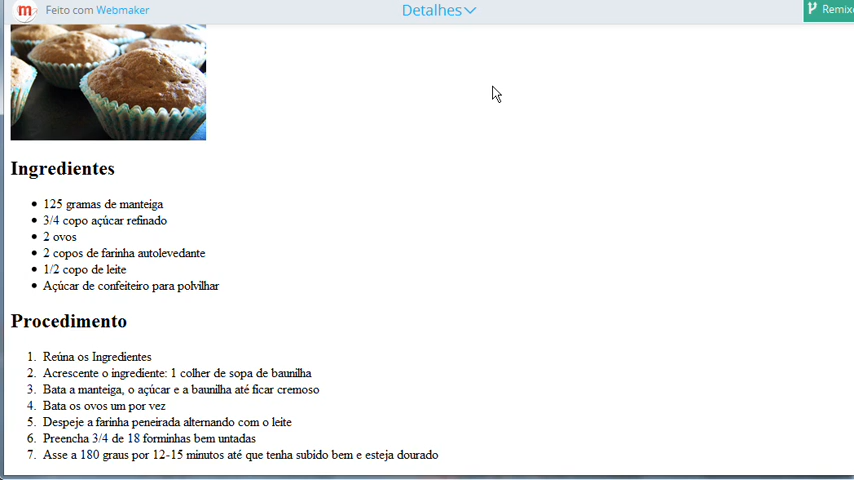 m Feito com Webmaker
Detalhes
Remix
Ingredientes
125 gramas de manteiga
3/4 copo açúcar refinado
2 ovos
2 copos de farinha autolevedante
1/2 copo de leite
Açúcar de confeiteiro para polvilhar
Procedimento
1. Reúna os Ingredientes
2. Acrescente o ingrediente: 1 colher de sopa de baunilha
3. Bata a manteiga, o açúcar e a baunilha até ficar cremoso
4. Bata os ovos um por vez
5. Despeje a farinha peneirada alternando com o leite
6. Preencha 3/4 de 18 forminhas bem untadas
7. Asse a 180 graus por 12-15 minutos até que tenha subido bem e esteja dourado